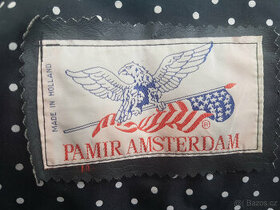 MADE IN HOLLAND
®
PAMIR AMSTERDAM
© Bazos.cz